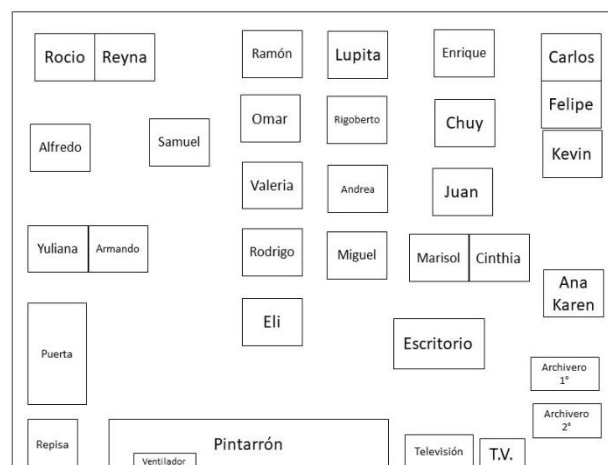 Rocio
Reyna
Ramón
Lupita
Enrique
Carlos
Omar
Rigoberto
Chuy
Felipe
Alfredo
Samuel
Kevin
Valeria
Andrea
Juan
Yuliana
Armando
Rodrigo
Miguel
Marisol
Cinthia
Ana
Karen
Eli
Puerta
Escritorio
Archivero
1°
Archivero
2°
Repisa
Pintarrón
Ventilador
Televisión
T.V.